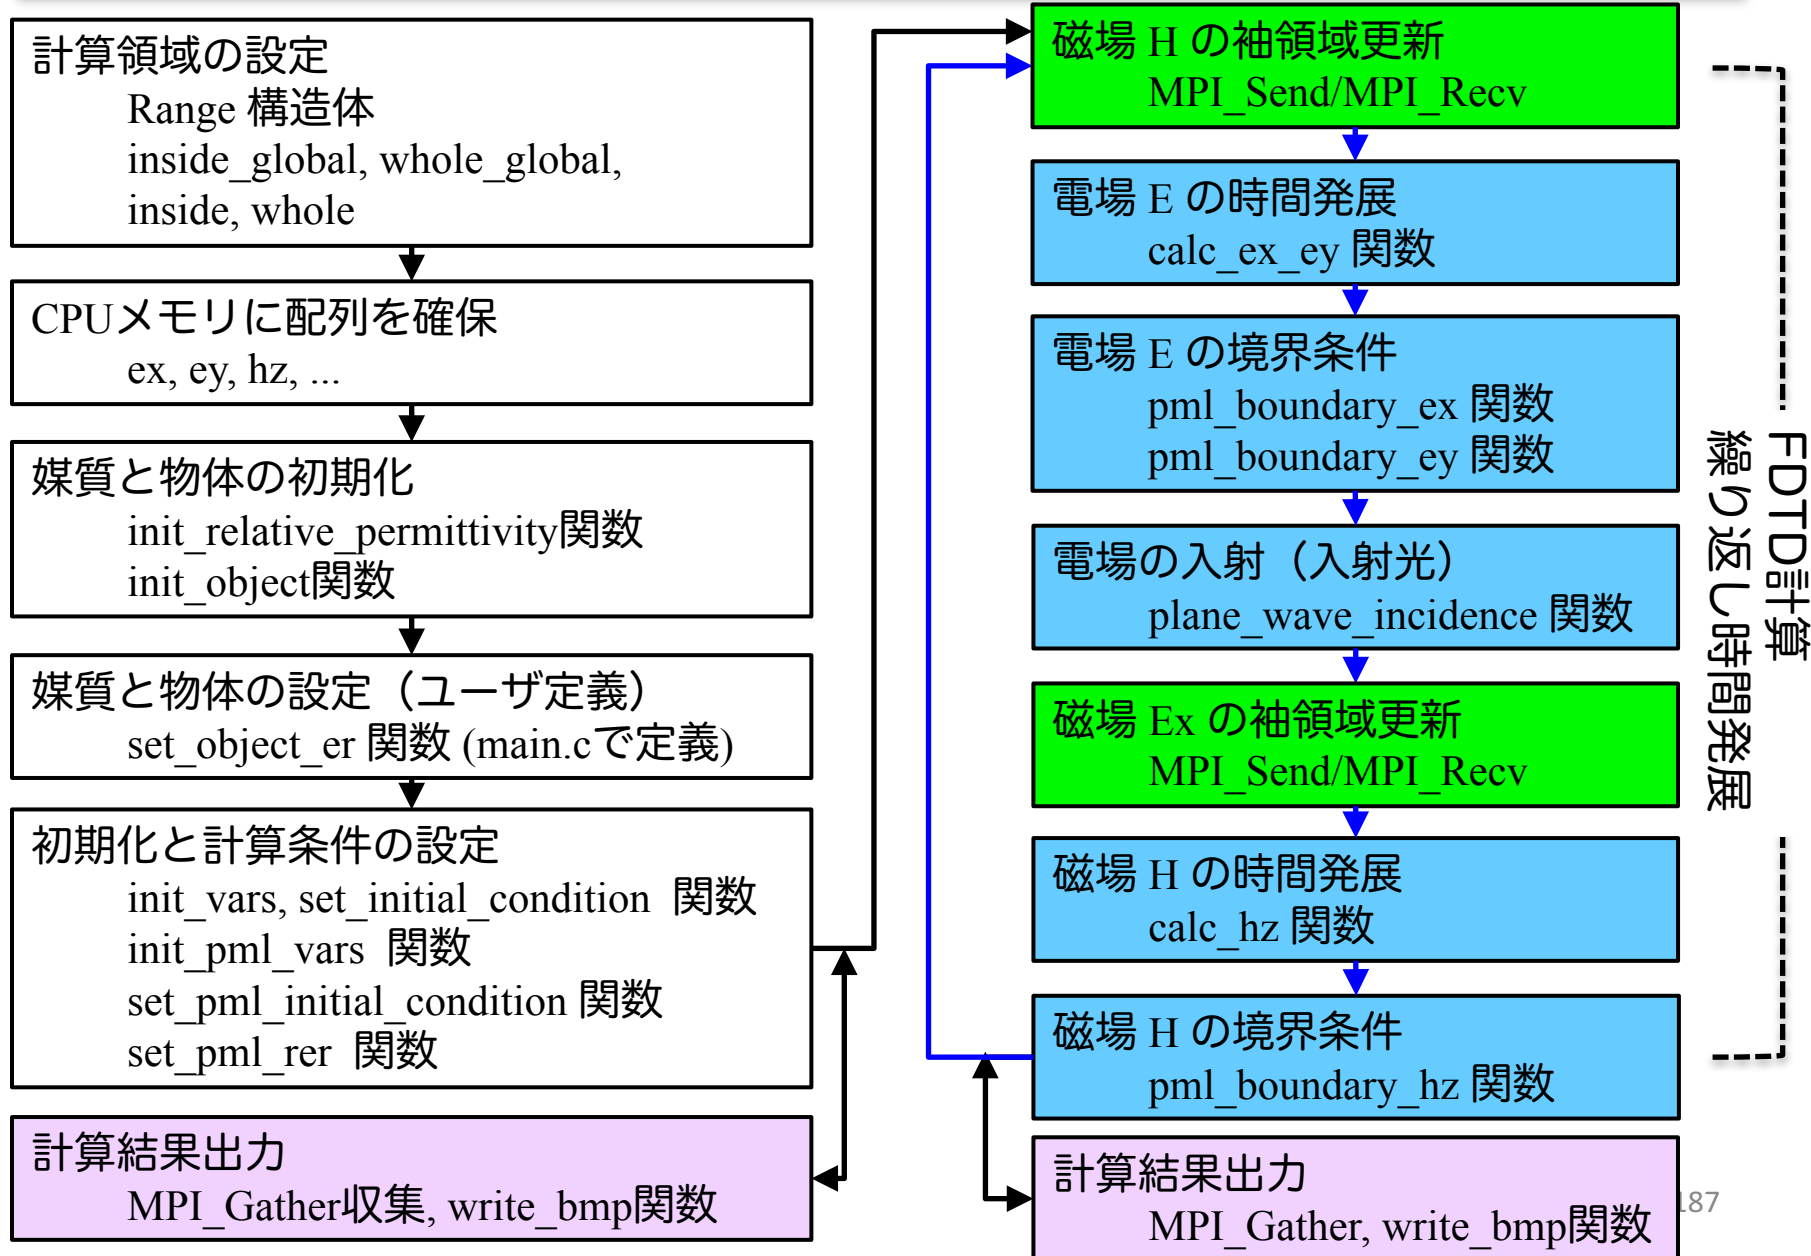 計算領域の設定
Range 構造体
inside_global, whole_global,
inside, whole
CPUメモリに配列を確保
ex, ey, hz, ...
媒質と物体の初期化
init_relative_permittivity関数
init_object関数
媒質と物体の設定（ユーザ定義）
set_object_er 関数 (main.cで定義)
初期化と計算条件の設定
init_vars, set_initial_condition 関数
init_pml_vars 関数
set_pml_initial_condition 関数
set_pml_rer 関数
計算結果出力
MPI_Gather収集, write_bmp関数
磁場 H の袖領域更新
MPI_Send/MPI_Recv
電場 E の時間発展
calc_ex_ey 関数
電場 E の境界条件
pml_boundary_ex 関数
pml_boundary_ey 関数
電場の入射（入射光）
plane_wave_incidence 関数
磁場 Ex の袖領域更新
MPI_Send/MPI_Recv
磁場 H の時間発展
calc_hz 関数
磁場 H の境界条件
pml_boundary_hz 関数
計算結果出力
MPI_Gather, write_bmp関数
FDTD計算
繰り返し時間発展
187